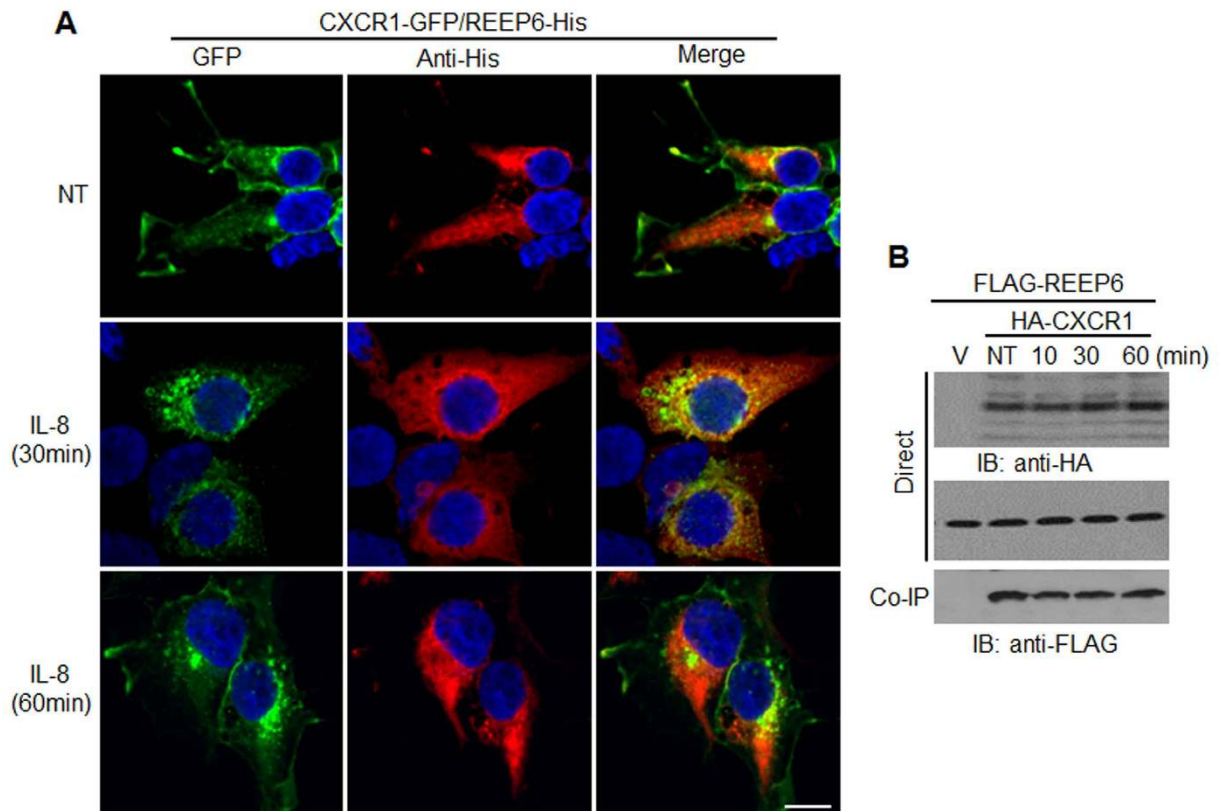 A
CXCR1-GFP/REEP6-His
GFP Anti-His Merge
NT
IL-8
(30min)
IL-8
(60min)
B
FLAG-REEP6
HA-CXCR1
V NT 10 30 60 (min)
Direct
IB: anti-HA
Co-IP
IB: anti-FLAG